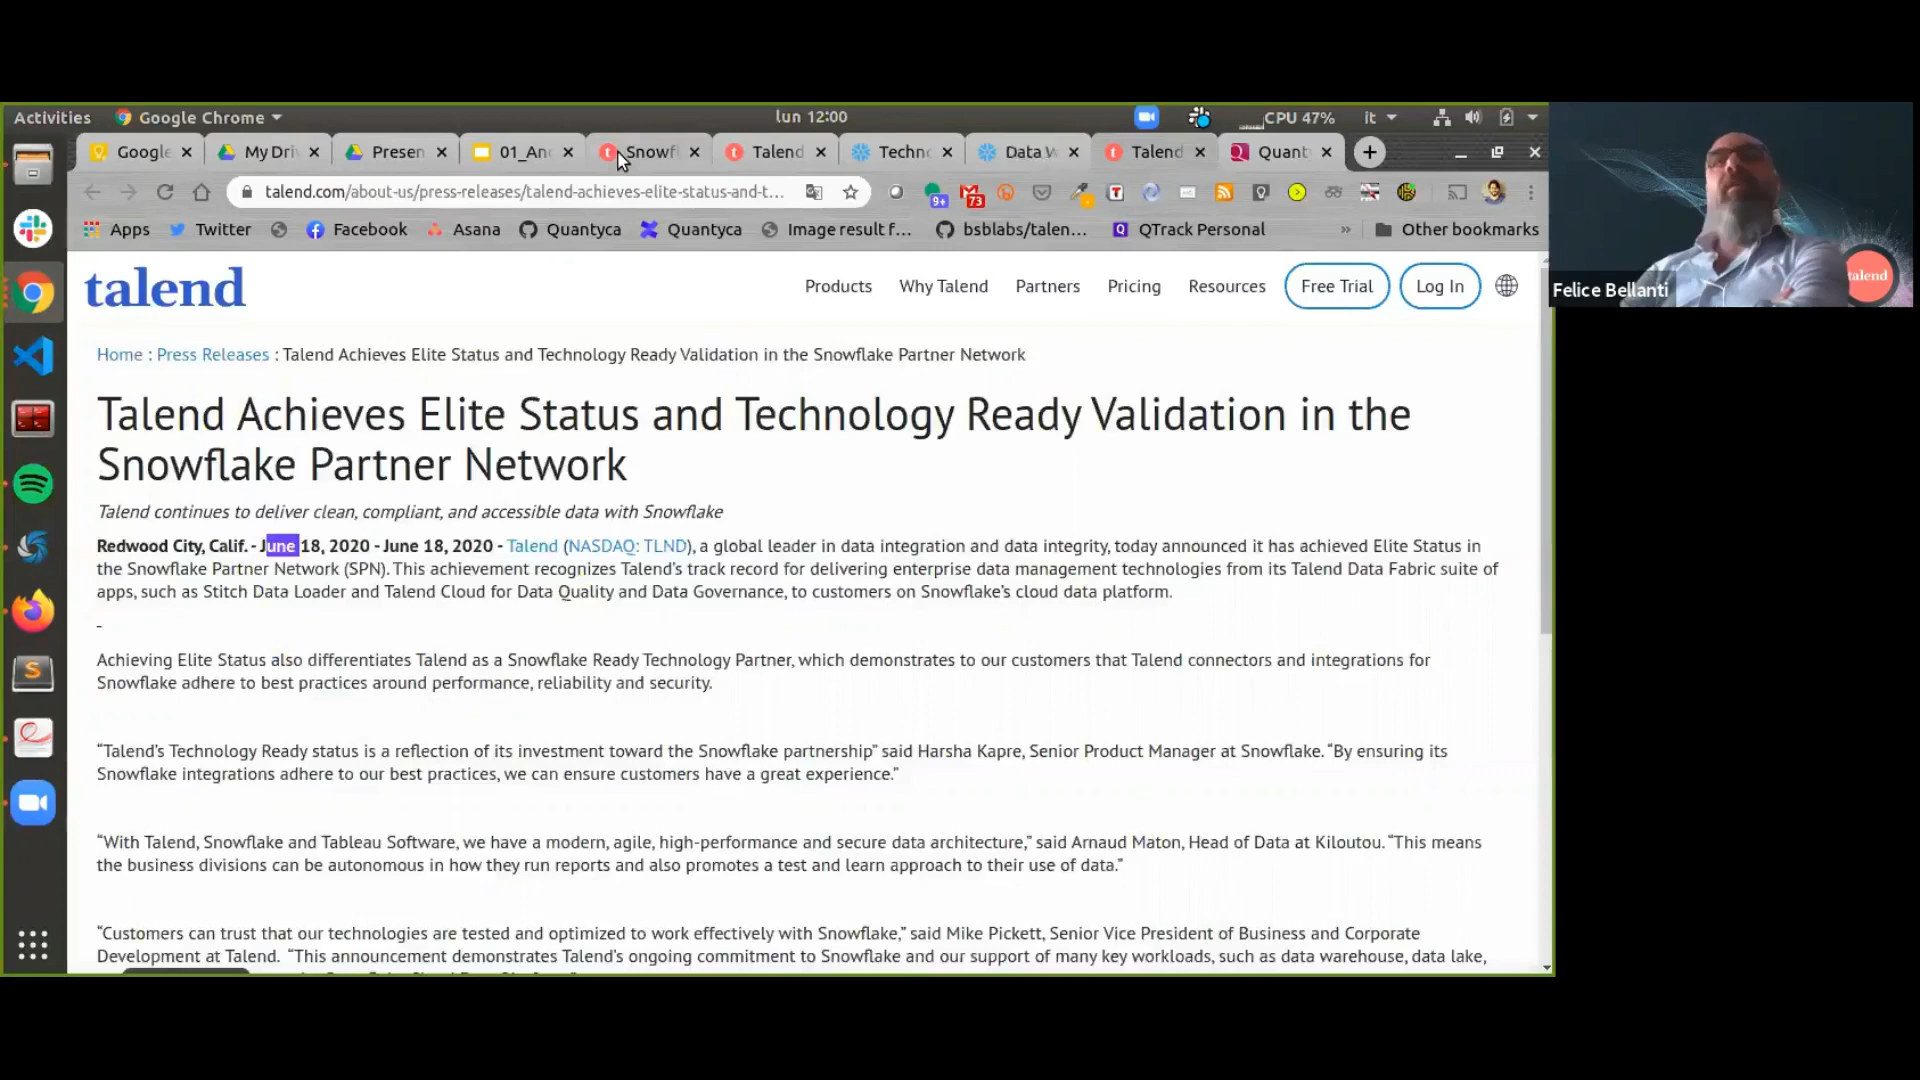 Activities Google Chrome lun 12:00 CPU 47% it
Google My Dri Presen 01_An Snowfl Talend Techno Data W Talend Quant
talend.com/about-us/press-releases/talend-achieves-elite-status-and-t... 9+ 73
Apps Twitter Facebook Asana Quantyca Quantyca Image result f... bsblabs/talen... QTrack Personal » Other bookmarks
talend Products Why Talend Partners Pricing Resources Free Trial Log In
talend
Felice Bellanti
Home : Press Releases : Talend Achieves Elite Status and Technology Ready Validation in the Snowflake Partner Network
Talend Achieves Elite Status and Technology Ready Validation in the
Snowflake Partner Network
Talend continues to deliver clean, compliant, and accessible data with Snowflake
Redwood City, Calif. - June 18, 2020 - June 18, 2020 - Talend (NASDAQ: TLND), a global leader in data integration and data integrity, today announced it has achieved Elite Status in
the Snowflake Partner Network (SPN). This achievement recognizes Talend’s track record for delivering enterprise data management technologies from its Talend Data Fabric suite of
apps, such as Stitch Data Loader and Talend Cloud for Data Quality and Data Governance, to customers on Snowflake’s cloud data platform.
Achieving Elite Status also differentiates Talend as a Snowflake Ready Technology Partner, which demonstrates to our customers that Talend connectors and integrations for
Snowflake adhere to best practices around performance, reliability and security.
“Talend’s Technology Ready status is a reflection of its investment toward the Snowflake partnership” said Harsha Kapre, Senior Product Manager at Snowflake. “By ensuring its
Snowflake integrations adhere to our best practices, we can ensure customers have a great experience.”
“With Talend, Snowflake and Tableau Software, we have a modern, agile, high-performance and secure data architecture,” said Arnaud Maton, Head of Data at Kiloutou. “This means
the business divisions can be autonomous in how they run reports and also promotes a test and learn approach to their use of data.”
“Customers can trust that our technologies are tested and optimized to work effectively with Snowflake,” said Mike Pickett, Senior Vice President of Business and Corporate
Development at Talend. “This announcement demonstrates Talend’s ongoing commitment to Snowflake and our support of many key workloads, such as data warehouse, data lake,